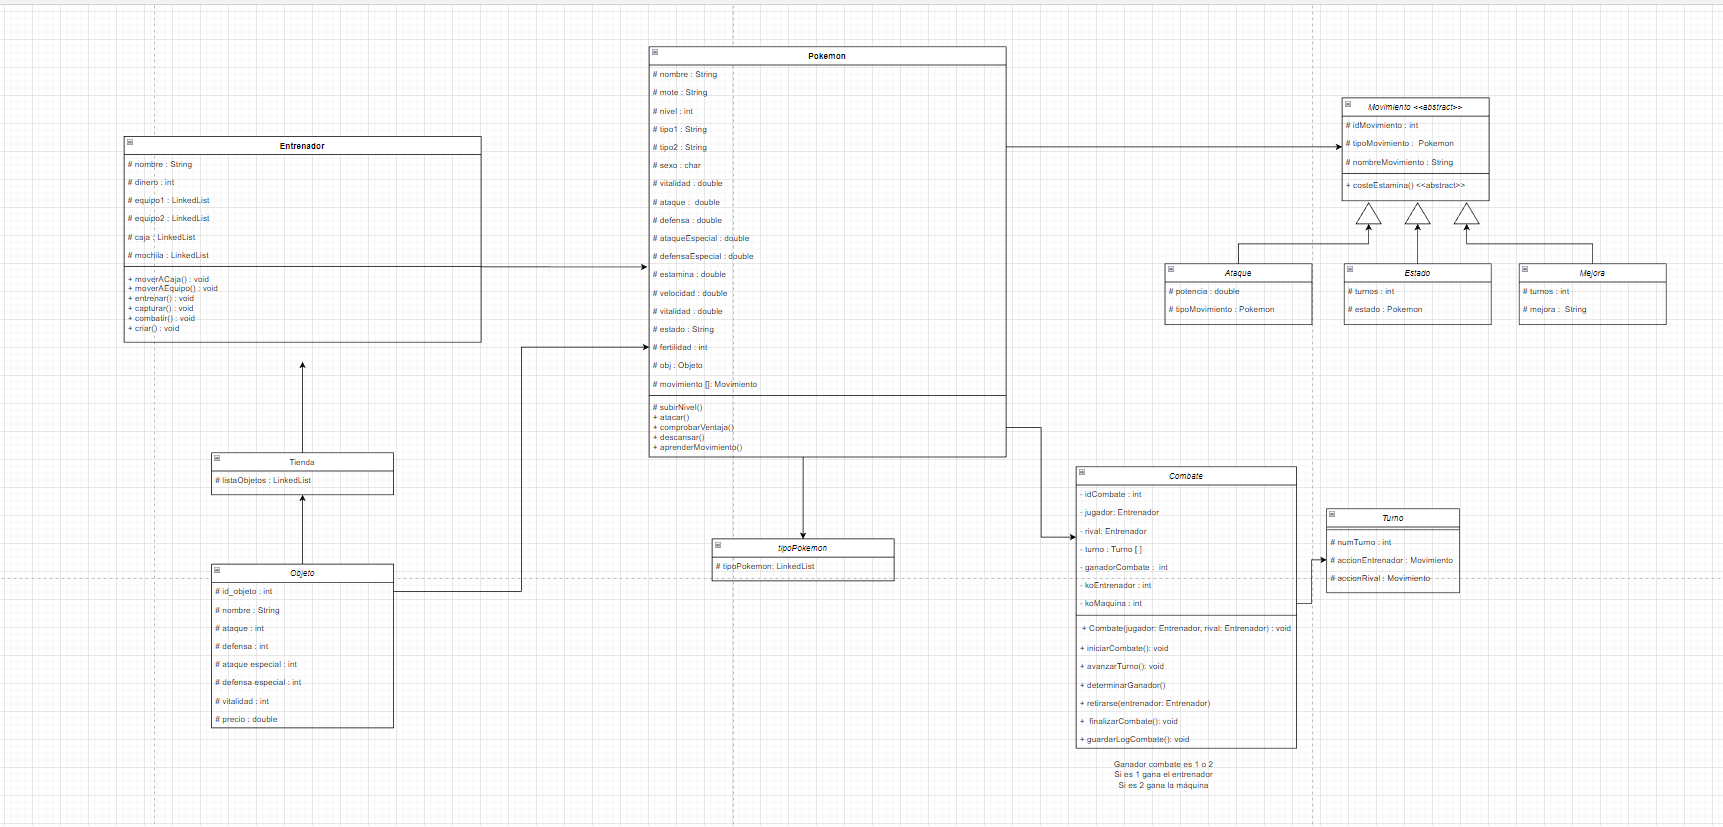 Entrenador
# nombre : String
# dinero : int
# equipo1 : LinkedList
# equipo2 : LinkedList
# caja : LinkedList
# mochila : LinkedList
+ moverACaja() : void
+ moverAEquipo() : void
+ entrenar() : void
+ capturar() : void
+ combatir() : void
+ criar() : void
Tienda
# listaObjetos : LinkedList
Objeto
# id_objeto : int
# nombre : String
# ataque : int
# defensa : int
# ataque especial : int
# defensa especial : int
# vitalidad : int
# precio : double
Pokemon
# nombre : String
# mote : String
# nivel : int
# tipo1 : String
# tipo2 : String
# sexo : char
# vitalidad : double
# ataque : double
# defensa : double
# ataqueEspecial : double
# defensaEspecial : double
# estamina : double
# velocidad : double
# vitalidad : double
# estado : String
# fertilidad : int
# obj : Objeto
# movimiento []: Movimiento
# subirNivel()
+ atacar()
+ comprobarVentaja()
+ descansar()
+ aprenderMovimiento()
tipoPokemon
# tipoPokemon: LinkedList
Movimiento <<abstract>>
# idMovimiento : int
# tipoMovimiento : Pokemon
# nombreMovimiento : String
+ costeEstamina() <<abstract>>
Ataque
# potencia : double
# tipoMovimiento : Pokemon
Estado
# turnos : int
# estado : Pokemon
Mejora
# turnos : int
# mejora : String
Combate
- idCombate : int
- jugador: Entrenador
- rival: Entrenador
- turno : Turno [ ]
- ganadorCombate : int
- koEntrenador : int
- koMaquina : int
+ Combate(jugador: Entrenador, rival: Entrenador) : void
+ iniciarCombate(): void
+ avanzarTurno(): void
+ determinarGanador()
+ retirarse(entrenador: Entrenador)
+ finalizarCombate(): void
+ guardarLogCombate(): void
Ganador combate es 1 o 2
Si es 1 gana el entrenador
Si es 2 gana la máquina
Turno
# numTurno : int
# accionEntrenador : Movimiento
# accionRival : Movimiento